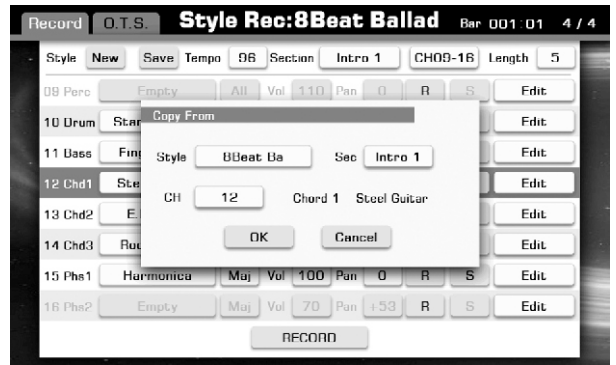 Record O.T.S. Style Rec:8Beat Ballad Bar 001:01 4/4
Style New Save Tempo 96 Section Intro 1 CH09-16 Length 5
09 Perc Empty All Vol 110 Pan 0 R S Edit
10 Drum Stan Edit
Copy From
11 Bass Fing Edit
Style 8Beat Ba Sec Intro 1
12 Chd1 Ste Edit
CH 12 Chord 1 Steel Guitar
13 Chd2 E. Edit
OK Cancel
14 Chd3 Edit
15 Phs1 Harmonica Maj Vol 100 Pan 0 R S Edit
16 Phs2 Empty Maj Vol 70 Pan +53 R S Edit
RECORD